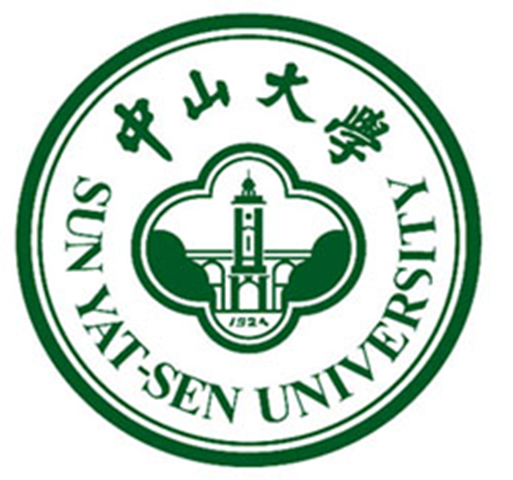 中山大學
1924
SUN YAT-SEN UNIVERSITY